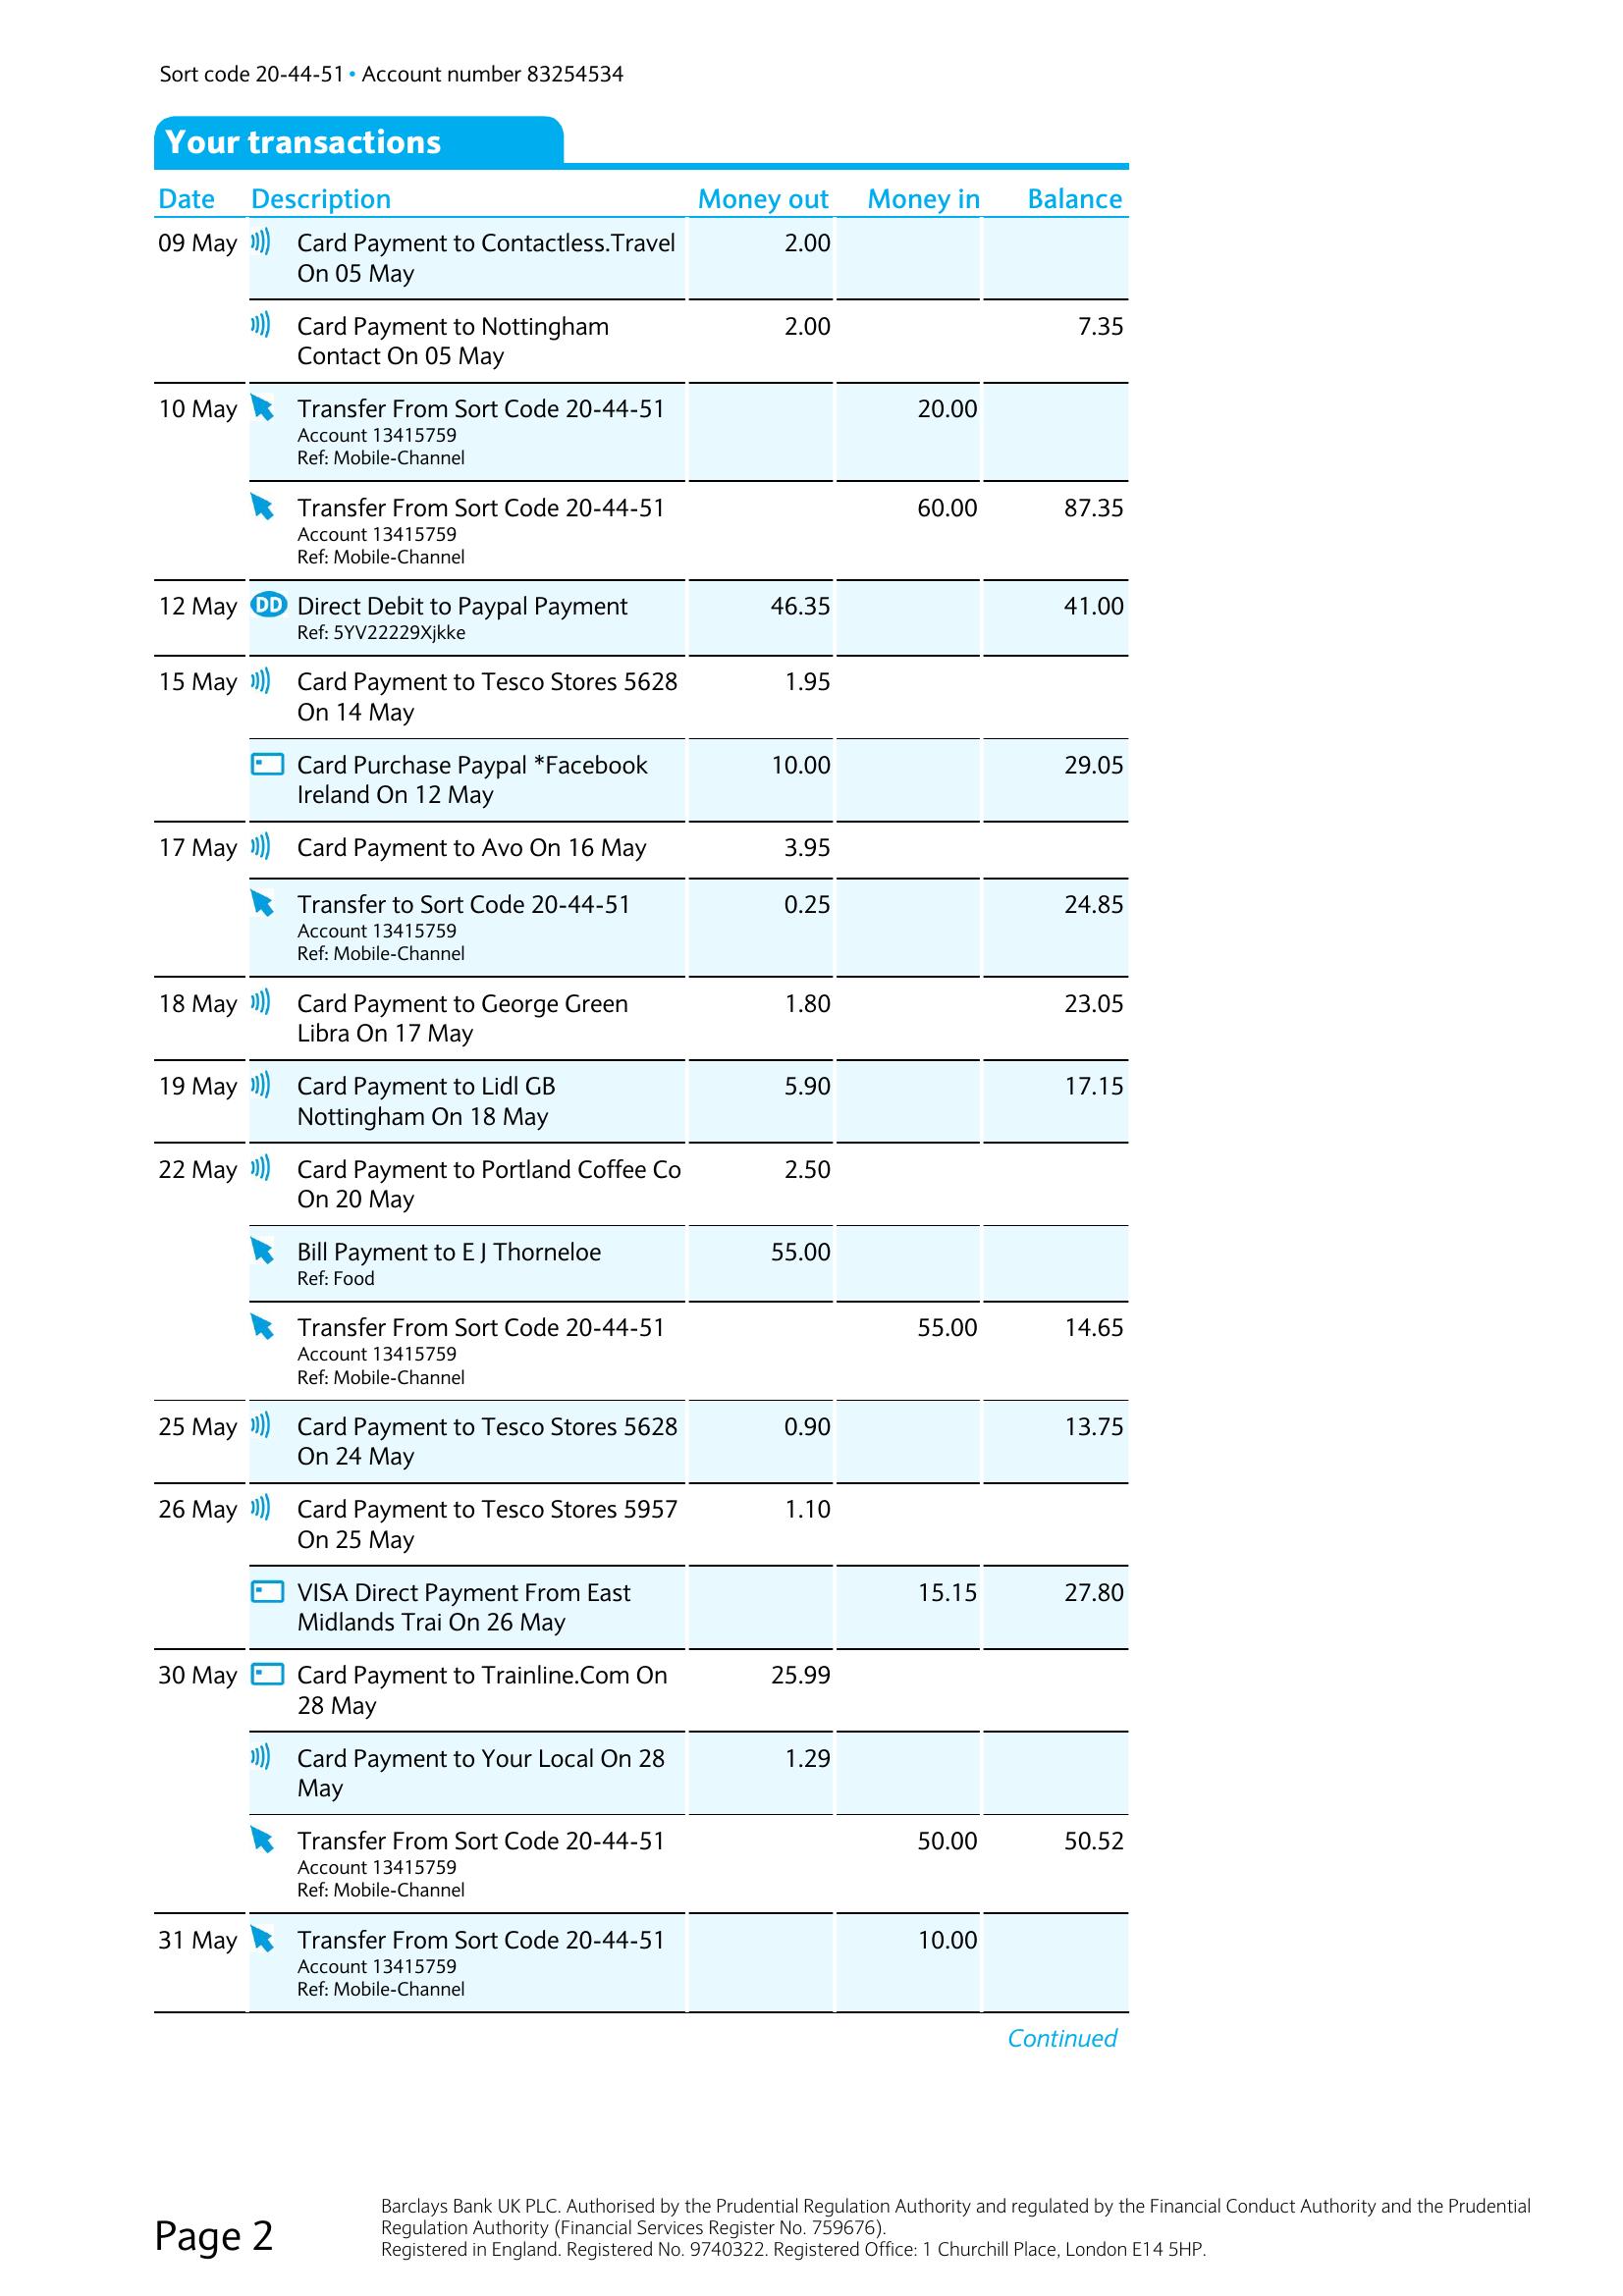 Sort code 20-44-51 • Account number 83254534
Your transactions
Date Description Money out Money in Balance
09 May Card Payment to Contactless.Travel 2.00
On 05 May
Card Payment to Nottingham 2.00 7.35
Contact On 05 May
10 May Transfer From Sort Code 20-44-51 20.00
Account 13415759
Ref: Mobile-Channel
Transfer From Sort Code 20-44-51 60.00 87.35
Account 13415759
Ref: Mobile-Channel
12 May DD Direct Debit to Paypal Payment 46.35 41.00
Ref: 5YV22229Xjkke
15 May Card Payment to Tesco Stores 5628 1.95
On 14 May
Card Purchase Paypal *Facebook 10.00 29.05
Ireland On 12 May
17 May Card Payment to Avo On 16 May 3.95
Transfer to Sort Code 20-44-51 0.25 24.85
Account 13415759
Ref: Mobile-Channel
18 May Card Payment to George Green 1.80 23.05
Libra On 17 May
19 May Card Payment to Lidl GB 5.90 17.15
Nottingham On 18 May
22 May Card Payment to Portland Coffee Co 2.50
On 20 May
Bill Payment to E J Thorneloe 55.00
Ref: Food
Transfer From Sort Code 20-44-51 55.00 14.65
Account 13415759
Ref: Mobile-Channel
25 May Card Payment to Tesco Stores 5628 0.90 13.75
On 24 May
26 May Card Payment to Tesco Stores 5957 1.10
On 25 May
VISA Direct Payment From East 15.15 27.80
Midlands Trai On 26 May
30 May Card Payment to Trainline.Com On 25.99
28 May
Card Payment to Your Local On 28 1.29
May
Transfer From Sort Code 20-44-51 50.00 50.52
Account 13415759
Ref: Mobile-Channel
31 May Transfer From Sort Code 20-44-51 10.00
Account 13415759
Ref: Mobile-Channel
Continued
Page 2
Barclays Bank UK PLC. Authorised by the Prudential Regulation Authority and regulated by the Financial Conduct Authority and the Prudential
Regulation Authority (Financial Services Register No. 759676).
Registered in England. Registered No. 9740322. Registered Office: 1 Churchill Place, London E14 5HP.